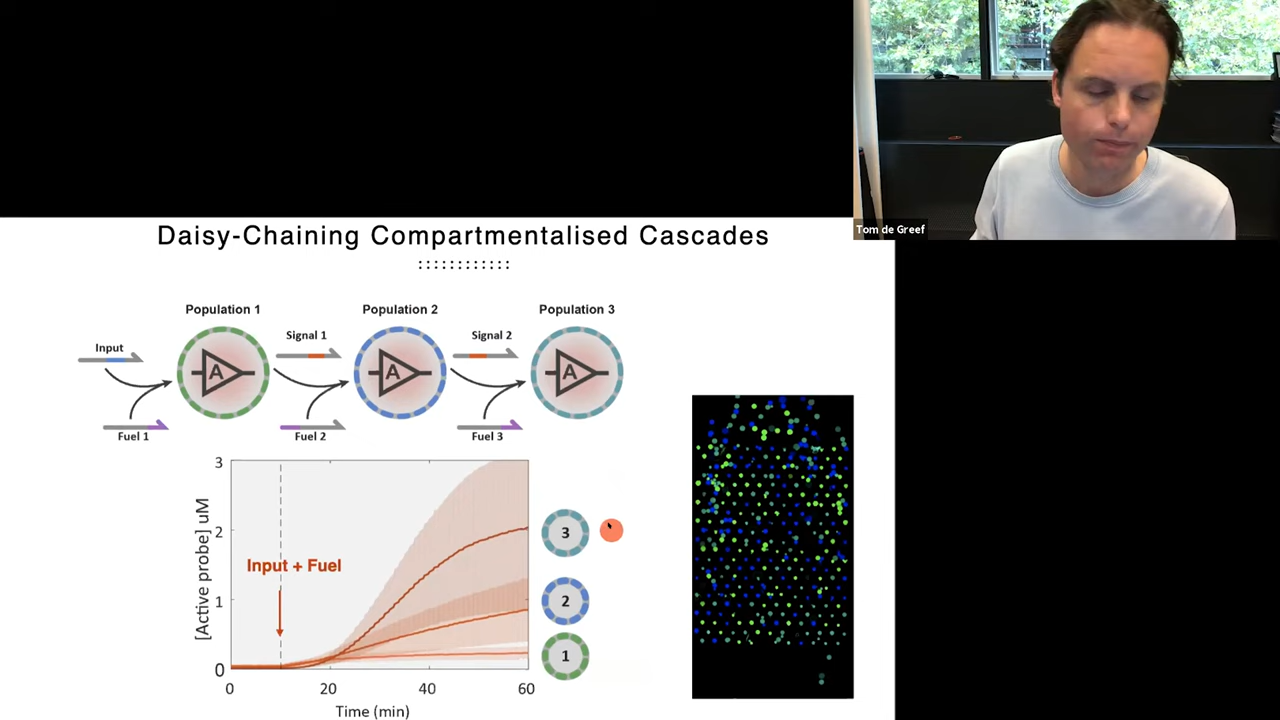 Tom de Greef
Daisy-Chaining Compartmentalised Cascades
Population 1
Population 2
Population 3
Input
Signal 1
Signal 2
A
A
A
Fuel 1
Fuel 2
Fuel 3
[Active probe] uM
3
2
1
0
Input + Fuel
3
2
1
0
20
40
60
Time (min)